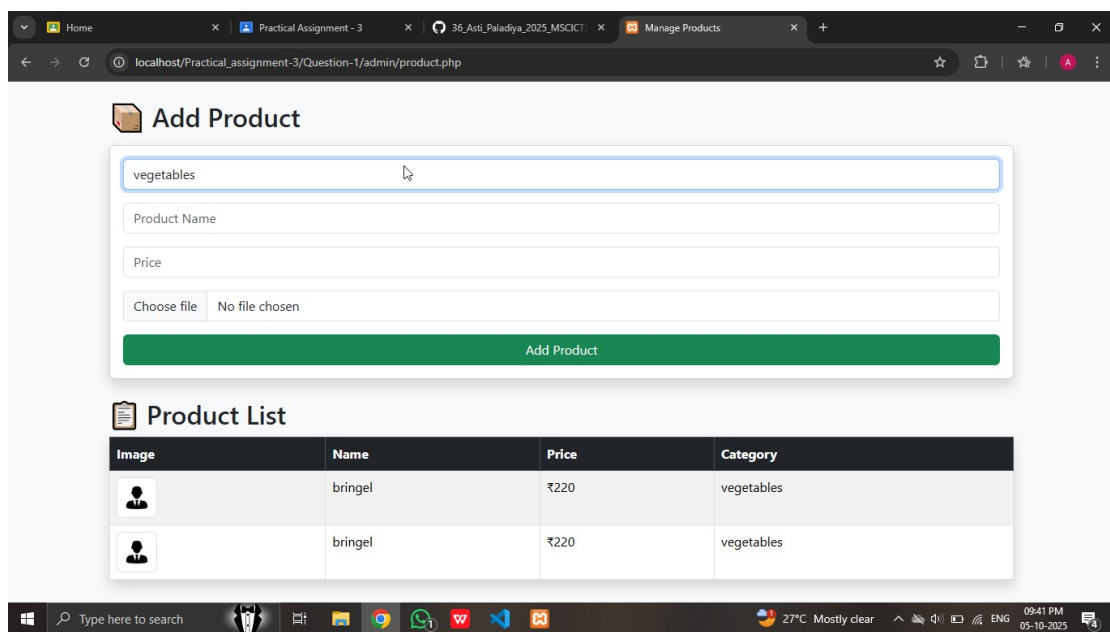 Home
Practical Assignment - 3
36_Asti_Paladiya_2025_MSCICT
Manage Products
localhost/Practical_assignment-3/Question-1/admin/product.php
A
Add Product
vegetables
Product Name
Price
Choose file No file chosen
Add Product
Product List
Image Name Price Category
bringel ₹220 vegetables
bringel ₹220 vegetables
Type here to search
27°C Mostly clear
ENG
09:41 PM
05-10-2025
4